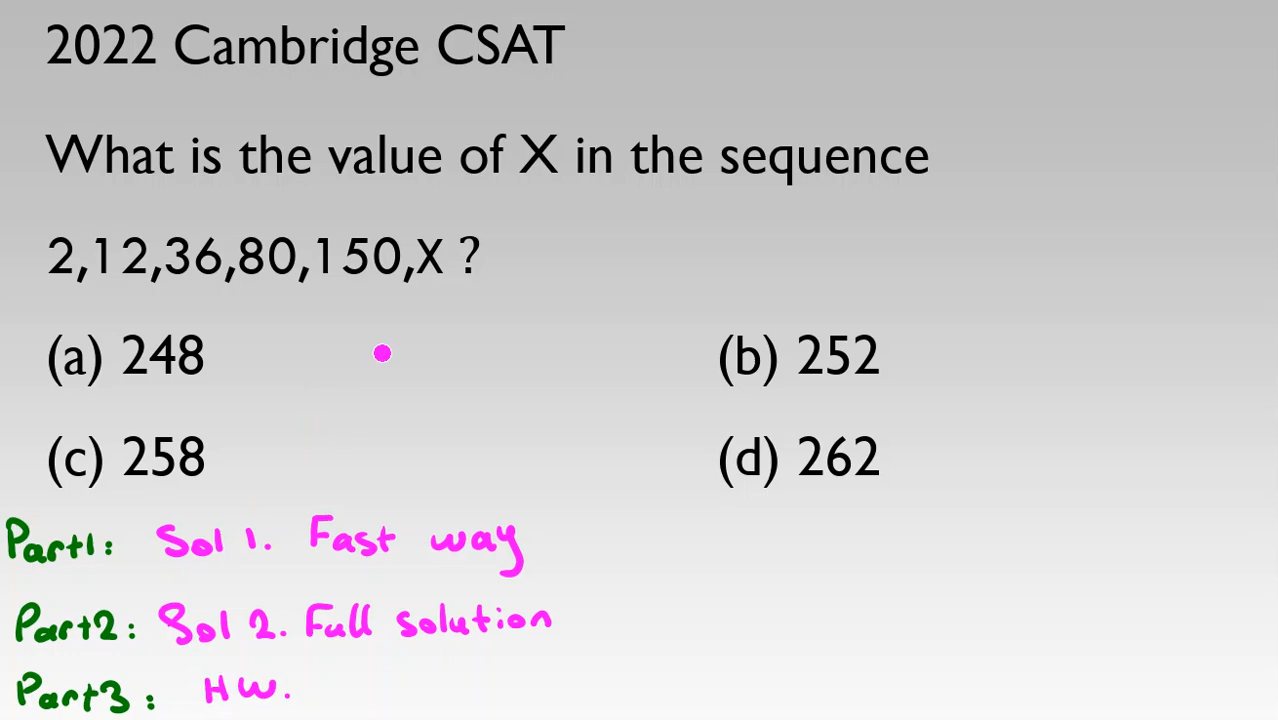 2022 Cambridge CSAT
What is the value of X in the sequence
2,12,36,80,150,X ?
(a) 248 (b) 252
(c) 258 (d) 262
Part1: Sol 1. Fast way
Part2: Sol 2. Full solution
Part3: HW.